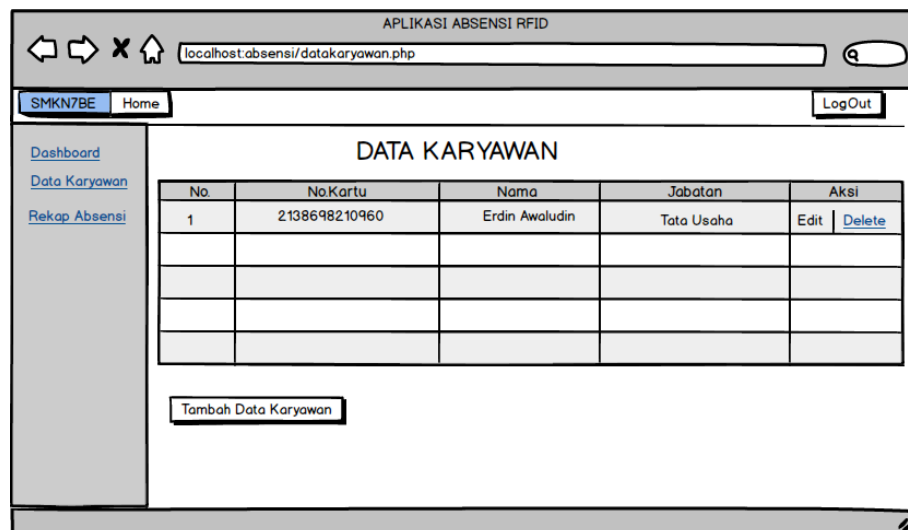 APLIKASI ABSENSI RFID
localhost:absensi/datakaryawan.php
SMKN7BE Home LogOut
Dashboard
Data Karyawan
Rekap Absensi
DATA KARYAWAN
No. No.Kartu Nama Jabatan Aksi
1 2138698210960 Erdin Awaludin Tata Usaha Edit Delete
Tambah Data Karyawan